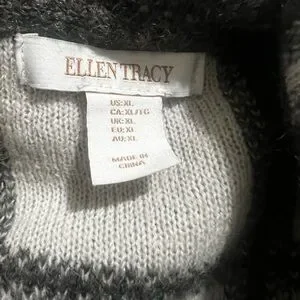 ELLEN TRACY
US:XL
CA:XL/TG
UK:XL
EU:XL
AU:XL
MADE IN
CHINA